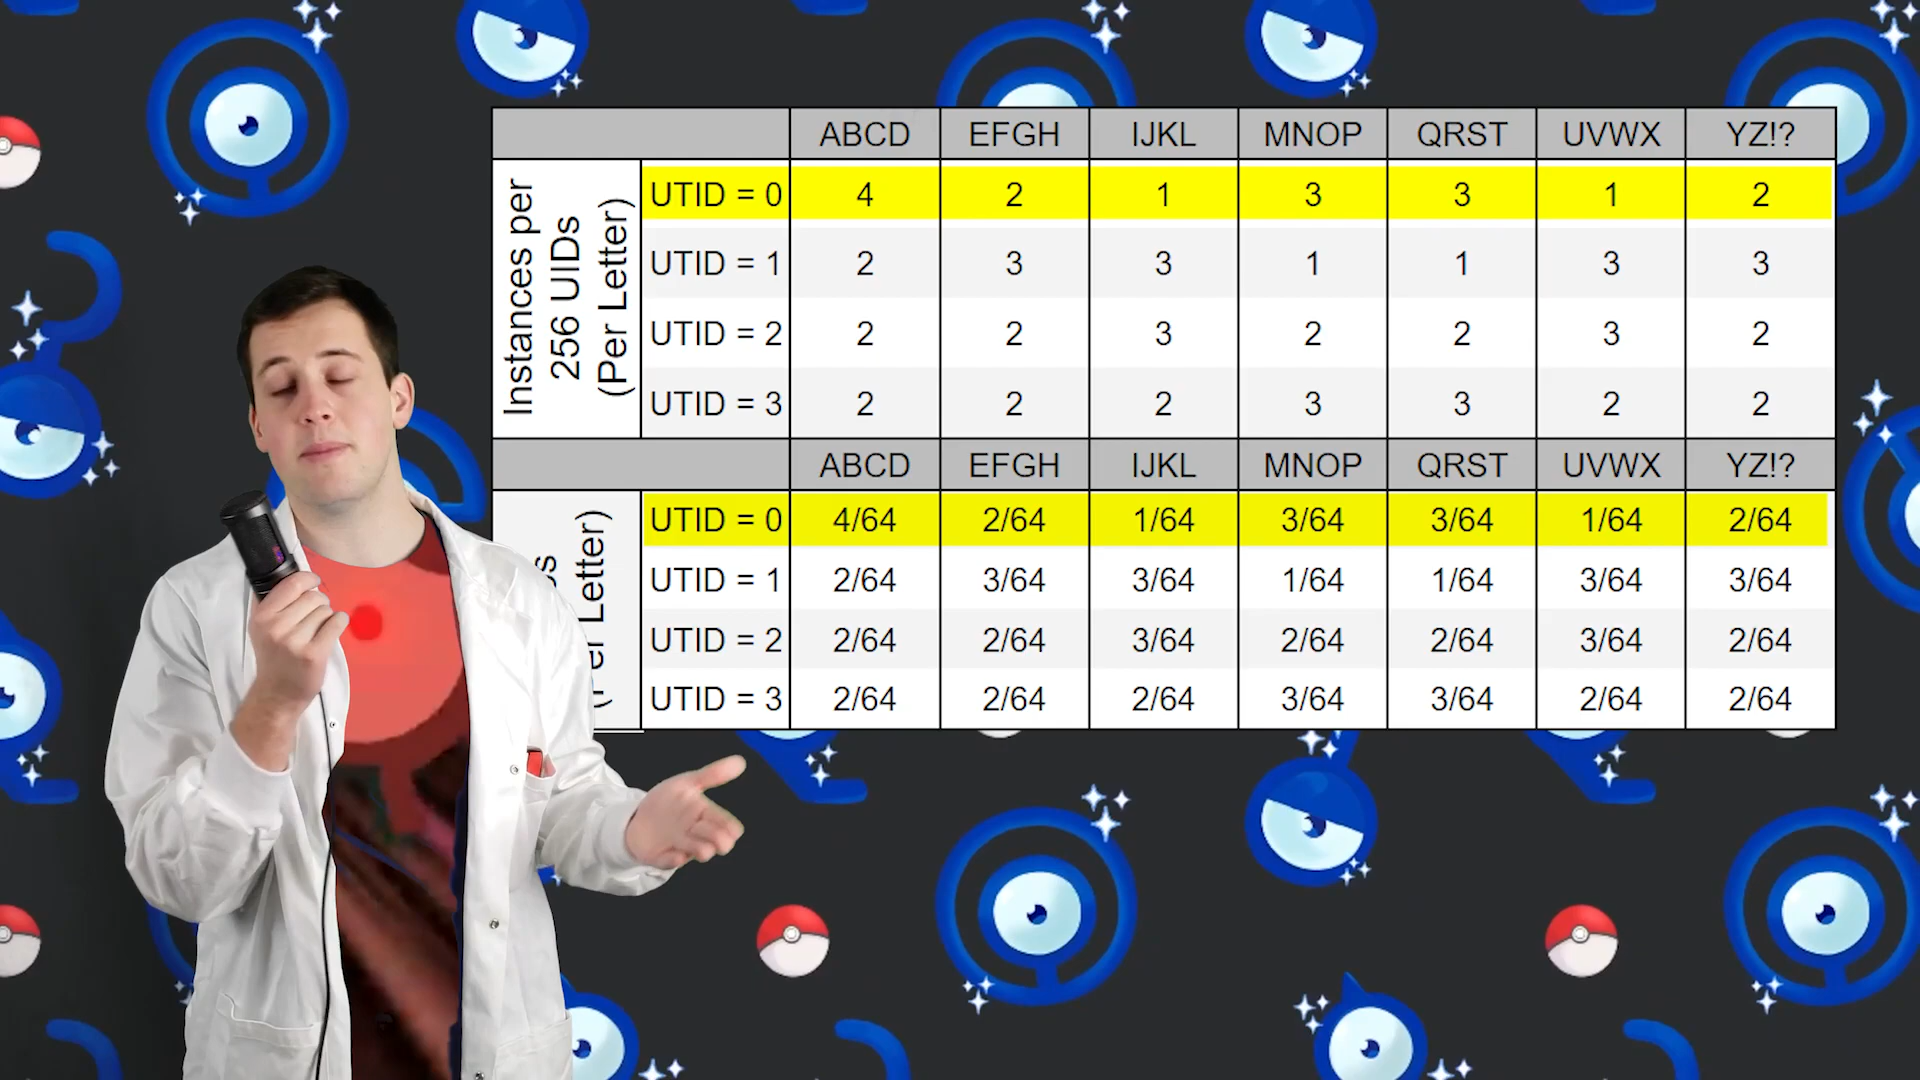 ABCD EFGH IJKL MNOP QRST UVWX YZ!?
Instances per
256 UIDs
(Per Letter)
UTID = 0 4 2 1 3 3 1 2
UTID = 1 2 3 3 1 1 3 3
UTID = 2 2 2 3 2 2 3 2
UTID = 3 2 2 2 3 3 2 2
ABCD EFGH IJKL MNOP QRST UVWX YZ!?
Letter)
UTID = 0 4/64 2/64 1/64 3/64 3/64 1/64 2/64
UTID = 1 2/64 3/64 3/64 1/64 1/64 3/64 3/64
UTID = 2 2/64 2/64 3/64 2/64 2/64 3/64 2/64
UTID = 3 2/64 2/64 2/64 3/64 3/64 2/64 2/64